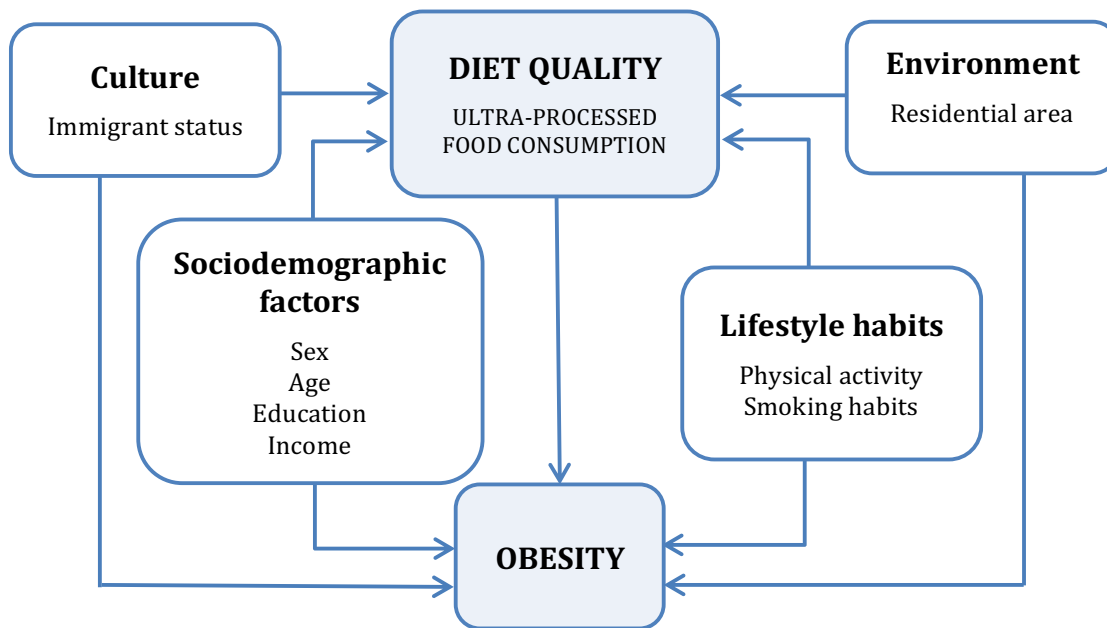 Culture
Immigrant status
DIET QUALITY
ULTRA-PROCESSED
FOOD CONSUMPTION
Environment
Residential area
Sociodemographic
factors
Sex
Age
Education
Income
Lifestyle habits
Physical activity
Smoking habits
OBESITY